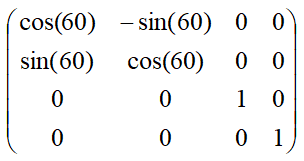 cos(60) −sin(60) 0 0
sin(60) cos(60) 0 0
0 0 1 0
0 0 0 1